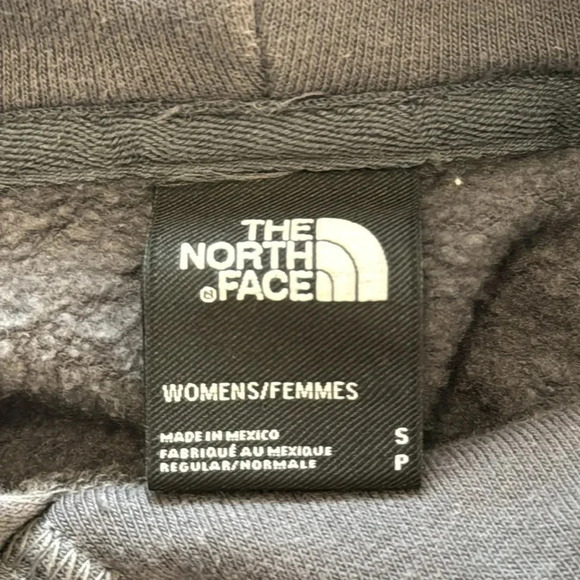 THE
NORTH
®FACE
WOMENS/FEMMES
MADE IN MEXICO
FABRIQUÉ AU MEXIQUE
REGULAR/NORMALE
S
P